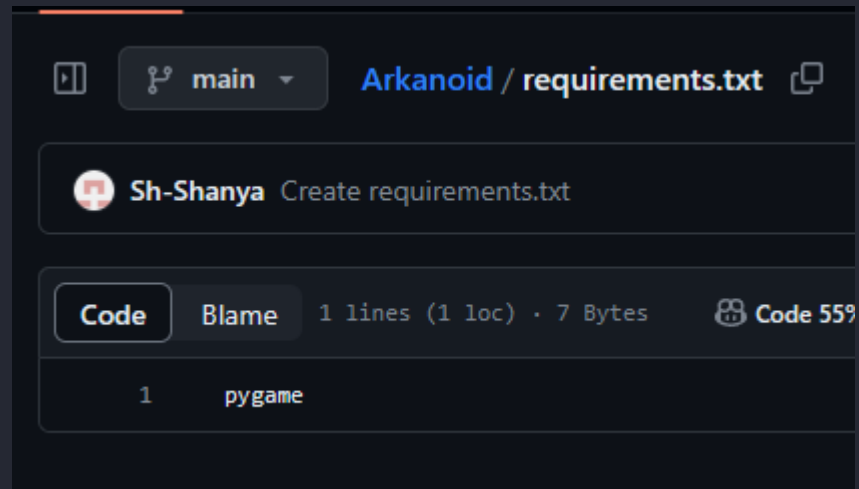 main Arkanoid / requirements.txt
Sh-Shanya Create requirements.txt
Code Blame 1 lines (1 loc) · 7 Bytes Code 55%
1 pygame